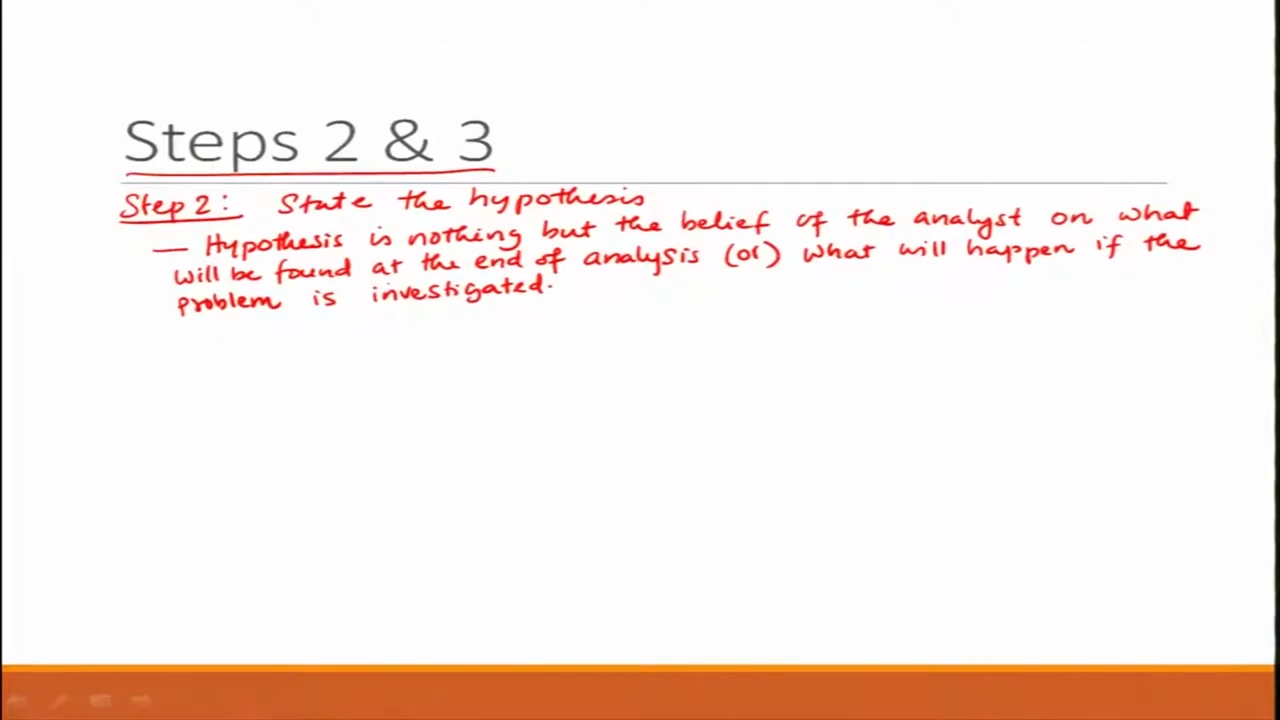 Steps 2 & 3
Step 2: State the hypothesis
— Hypothesis is nothing but the belief of the analyst on what
will be found at the end of analysis (or) what will happen if the
problem is investigated.